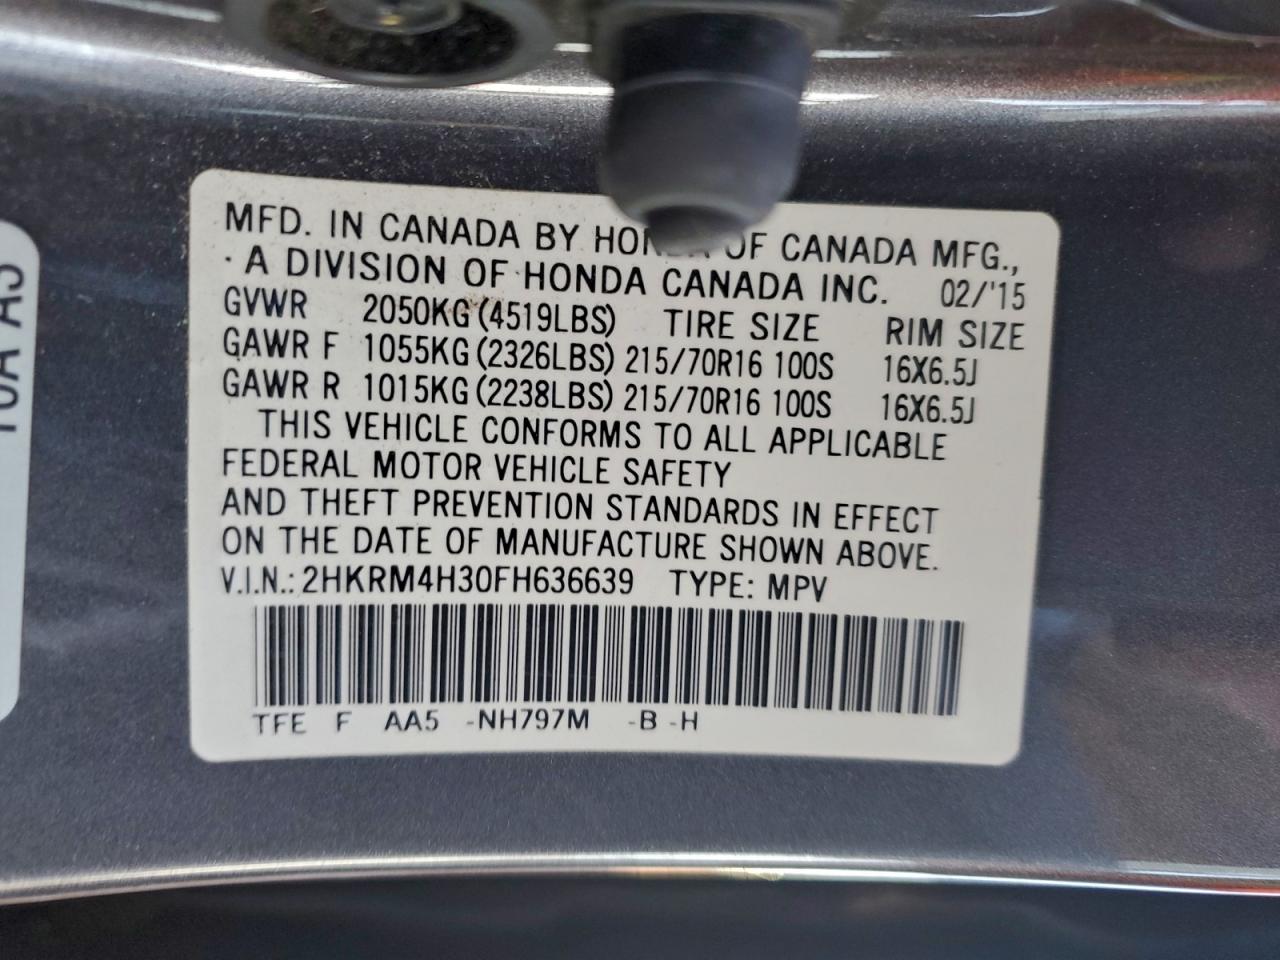 MFD. IN CANADA BY HONDA OF CANADA MFG.,
A DIVISION OF HONDA CANADA INC. 02/'15
GVWR 2050KG (4519LBS) TIRE SIZE RIM SIZE
GAWR F 1055KG (2326LBS) 215/70R16 100S 16X6.5J
GAWR R 1015KG (2238LBS) 215/70R16 100S 16X6.5J
THIS VEHICLE CONFORMS TO ALL APPLICABLE
FEDERAL MOTOR VEHICLE SAFETY
AND THEFT PREVENTION STANDARDS IN EFFECT
ON THE DATE OF MANUFACTURE SHOWN ABOVE.
V.I.N.: 2HKRM4H30FH636639 TYPE: MPV
TFE F AA5 -NH797M -B -H